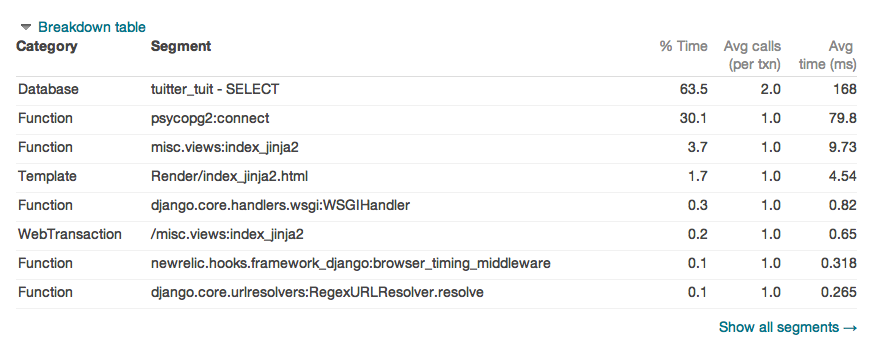 Breakdown table
Category Segment % Time Avg calls (per txn) Avg time (ms)
Database tuitter_tuit - SELECT 63.5 2.0 168
Function psycopg2:connect 30.1 1.0 79.8
Function misc.views:index_jinja2 3.7 1.0 9.73
Template Render/index_jinja2.html 1.7 1.0 4.54
Function django.core.handlers.wsgi:WSGIHandler 0.3 1.0 0.82
WebTransaction /misc.views:index_jinja2 0.2 1.0 0.65
Function newrelic.hooks.framework_django:browser_timing_middleware 0.1 1.0 0.318
Function django.core.urlresolvers:RegexURLResolver.resolve 0.1 1.0 0.265
Show all segments →